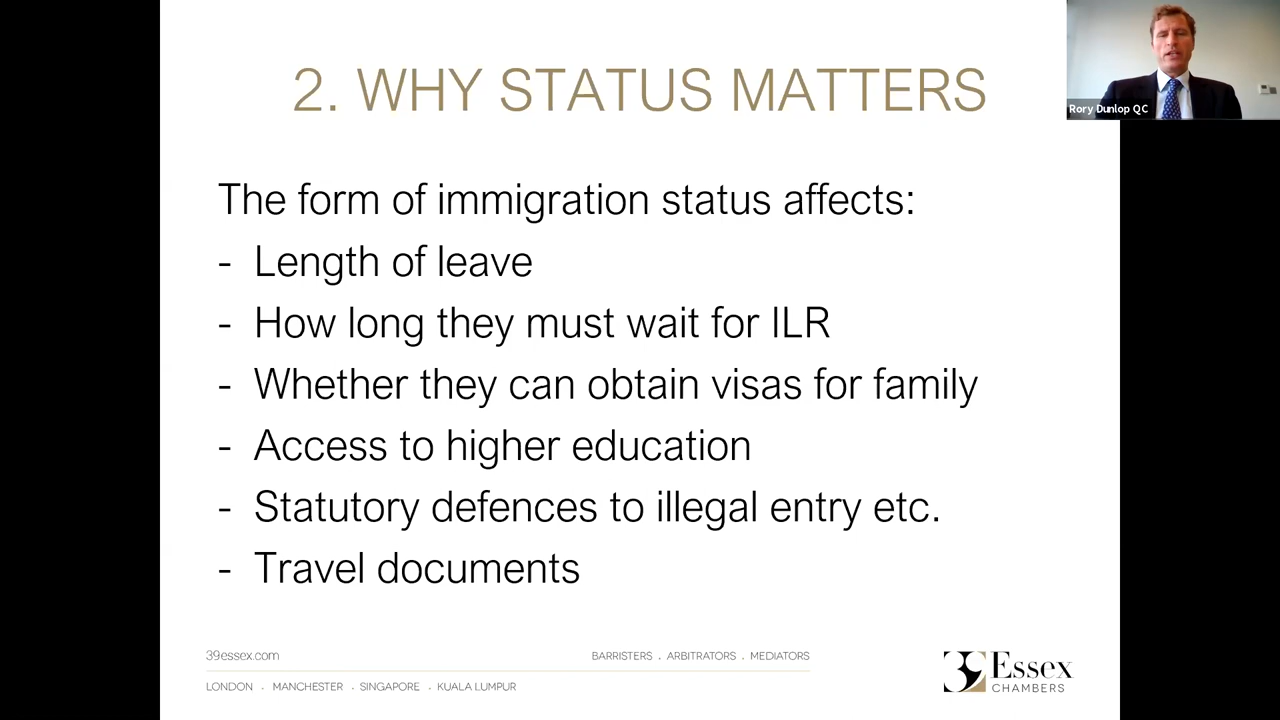 2. WHY STATUS MATTERS
Rory Dunlop QC
The form of immigration status affects:
- Length of leave
- How long they must wait for ILR
- Whether they can obtain visas for family
- Access to higher education
- Statutory defences to illegal entry etc.
- Travel documents
39essex.com
BARRISTERS . ARBITRATORS . MEDIATORS
LONDON . MANCHESTER . SINGAPORE . KUALA LUMPUR
39 Essex
CHAMBERS